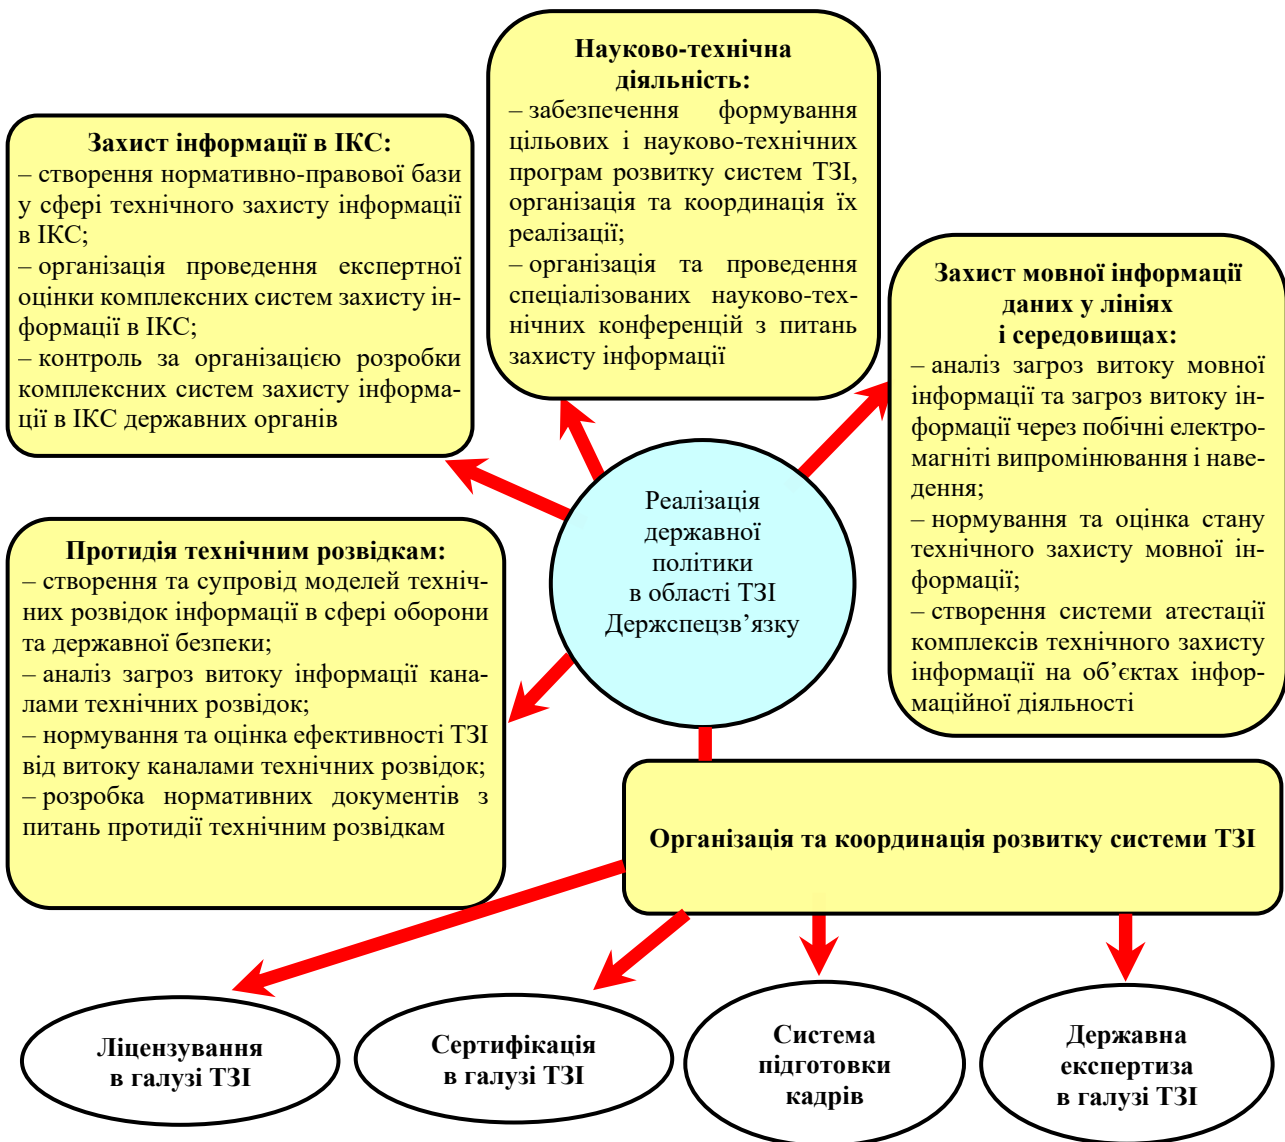 Науково-технічна
діяльність:
– забезпечення формування
цільових і науково-технічних
програм розвитку систем ТЗІ,
організація та координація їх
реалізації;
– організація та проведення
спеціалізованих науково-тех-
нічних конференцій з питань
захисту інформації
Захист інформації в ІКС:
– створення нормативно-правової бази
у сфері технічного захисту інформації
в ІКС;
– організація проведення експертної
оцінки комплексних систем захисту ін-
формації в ІКС;
– контроль за організацією розробки
комплексних систем захисту інформа-
ції в ІКС державних органів
Захист мовної інформації
даних у лініях
і середовищах:
– аналіз загроз витоку мовної
інформації та загроз витоку ін-
формації через побічні електро-
магніті випромінювання і наве-
дення;
– нормування та оцінка стану
технічного захисту мовної ін-
формації;
– створення системи атестації
комплексів технічного захисту
інформації на об’єктах інфор-
маційної діяльності
Реалізація
державної
політики
в області ТЗІ
Держспецзв’язку
Протидія технічним розвідкам:
– створення та супровід моделей техніч-
них розвідок інформації в сфері оборони
та державної безпеки;
– аналіз загроз витоку інформації кана-
лами технічних розвідок;
– нормування та оцінка ефективності ТЗІ
від витоку каналами технічних розвідок;
– розробка нормативних документів з
питань протидії технічним розвідкам
Організація та координація розвитку системи ТЗІ
Ліцензування
в галузі ТЗІ
Сертифікація
в галузі ТЗІ
Система
підготовки
кадрів
Державна
експертиза
в галузі ТЗІ